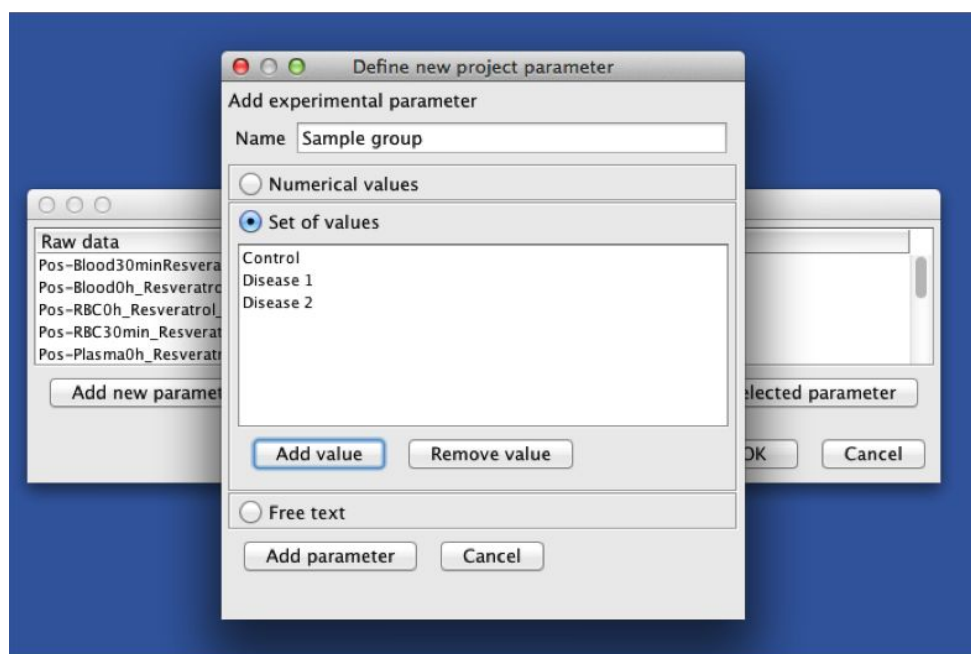 Define new project parameter
Add experimental parameter
Name Sample group
Numerical values
Set of values
Control
Disease 1
Disease 2
Add value Remove value
Free text
Add parameter Cancel
Raw data
Pos-Blood30minResvera
Pos-Blood0h_Resveratro
Pos-RBC0h_Resveratrol_
Pos-RBC30min_Resverat
Pos-Plasma0h_Resveratr
Add new paramet elected parameter
OK Cancel